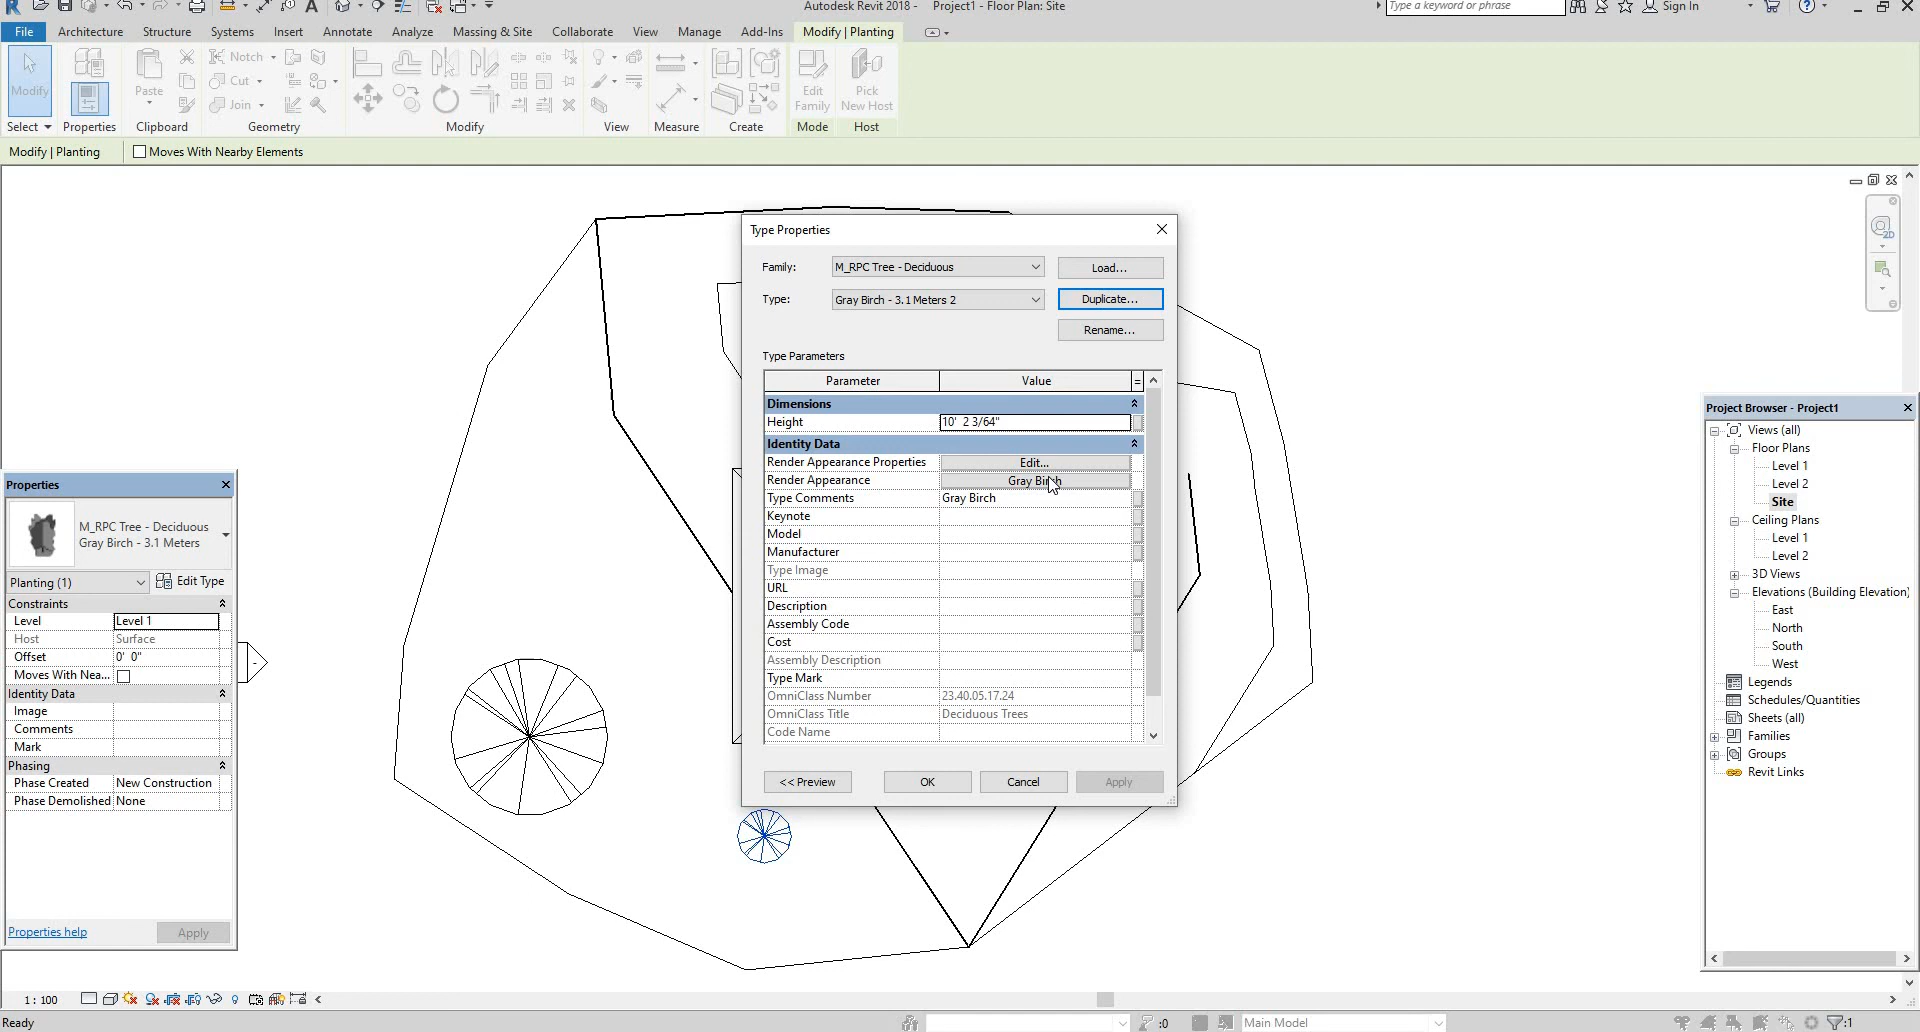 Autodesk Revit 2018 -    Project1 - Floor Plan: Site
Type a keyword or phrase
Sign In
File Architecture Structure Systems Insert Annotate Analyze Massing & Site Collaborate View Manage Add-Ins Modify | Planting
Modify
Paste
Notch
Cut
Join
Edit Family
Pick New Host
Select Properties Clipboard Geometry Modify View Measure Create Mode Host
Modify | Planting
Moves With Nearby Elements
Type Properties
Family: M_RPC Tree - Deciduous Load...
Type: Gray Birch - 3.1 Meters 2 Duplicate...
Rename...
Type Parameters
Parameter Value =
Dimensions
Height 10'  2 3/64"
Identity Data
Render Appearance Properties Edit...
Render Appearance Gray Birch
Type Comments Gray Birch
Keynote
Model
Manufacturer
Type Image
URL
Description
Assembly Code
Cost
Assembly Description
Type Mark
OmniClass Number 23.40.05.17.24
OmniClass Title Deciduous Trees
Code Name
<< Preview OK Cancel Apply
Properties
M_RPC Tree - Deciduous
Gray Birch - 3.1 Meters
Planting (1) Edit Type
Constraints
Level Level 1
Host Surface
Offset 0'  0"
Moves With Nea...
Identity Data
Image
Comments
Mark
Phasing
Phase Created New Construction
Phase Demolished None
Properties help Apply
Project Browser - Project1
Views (all)
Floor Plans
Level 1
Level 2
Site
Ceiling Plans
Level 1
Level 2
3D Views
Elevations (Building Elevation)
East
North
South
West
Legends
Schedules/Quantities
Sheets (all)
Families
Groups
Revit Links
2D
1 : 100
Ready
:0
Main Model
:1